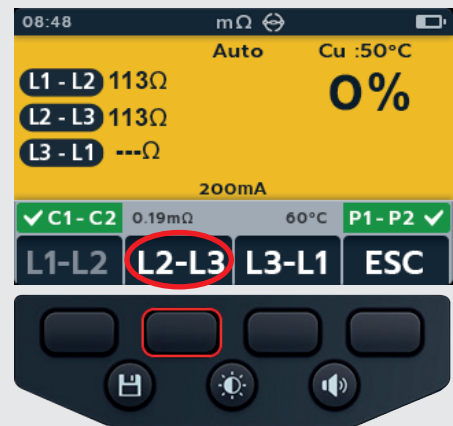 08:48 mΩ
Auto Cu :50°C
L1 - L2 113Ω
0%
L2 - L3 113Ω
L3 - L1 ---Ω
200mA
✓ C1 - C2 0.19mΩ 60°C P1 - P2 ✓
L1-L2 L2-L3 L3-L1 ESC